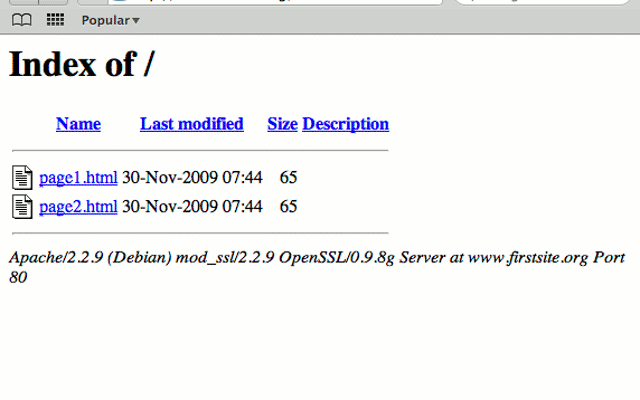 Popular▾
Index of /
Name Last modified Size Description
page1.html 30-Nov-2009 07:44 65
page2.html 30-Nov-2009 07:44 65
Apache/2.2.9 (Debian) mod_ssl/2.2.9 OpenSSL/0.9.8g Server at www.firstsite.org Port
80